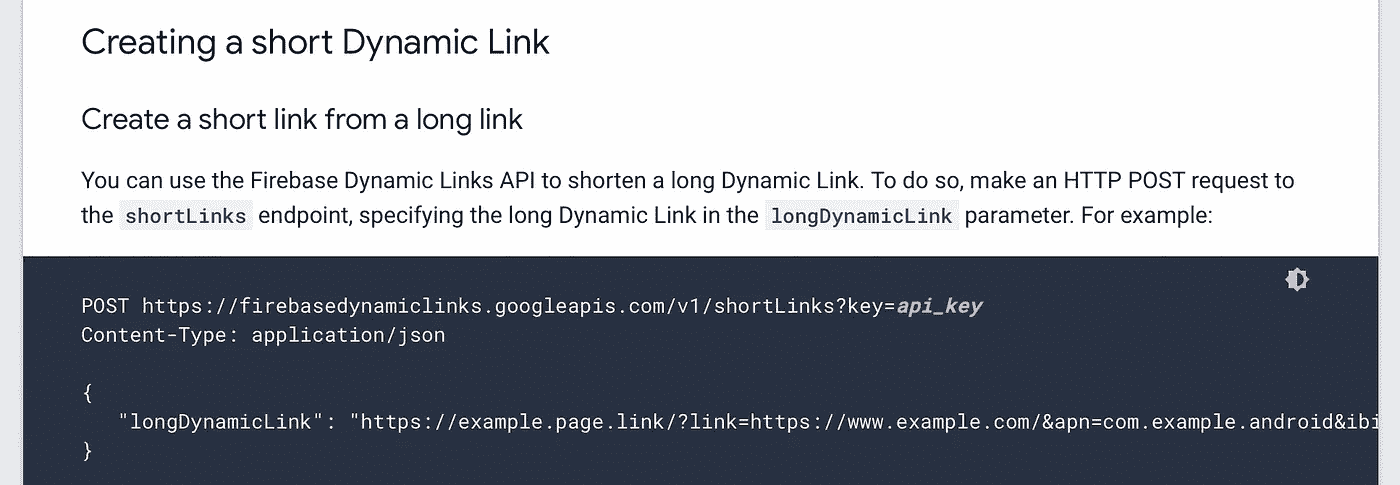 Creating a short Dynamic Link
Create a short link from a long link
You can use the Firebase Dynamic Links API to shorten a long Dynamic Link. To do so, make an HTTP POST request to
the shortLinks endpoint, specifying the long Dynamic Link in the longDynamicLink parameter. For example:
POST https://firebasedynamiclinks.googleapis.com/v1/shortLinks?key=api_key
Content-Type: application/json
{
"longDynamicLink": "https://example.page.link/?link=https://www.example.com/&apn=com.example.android&ibi
}